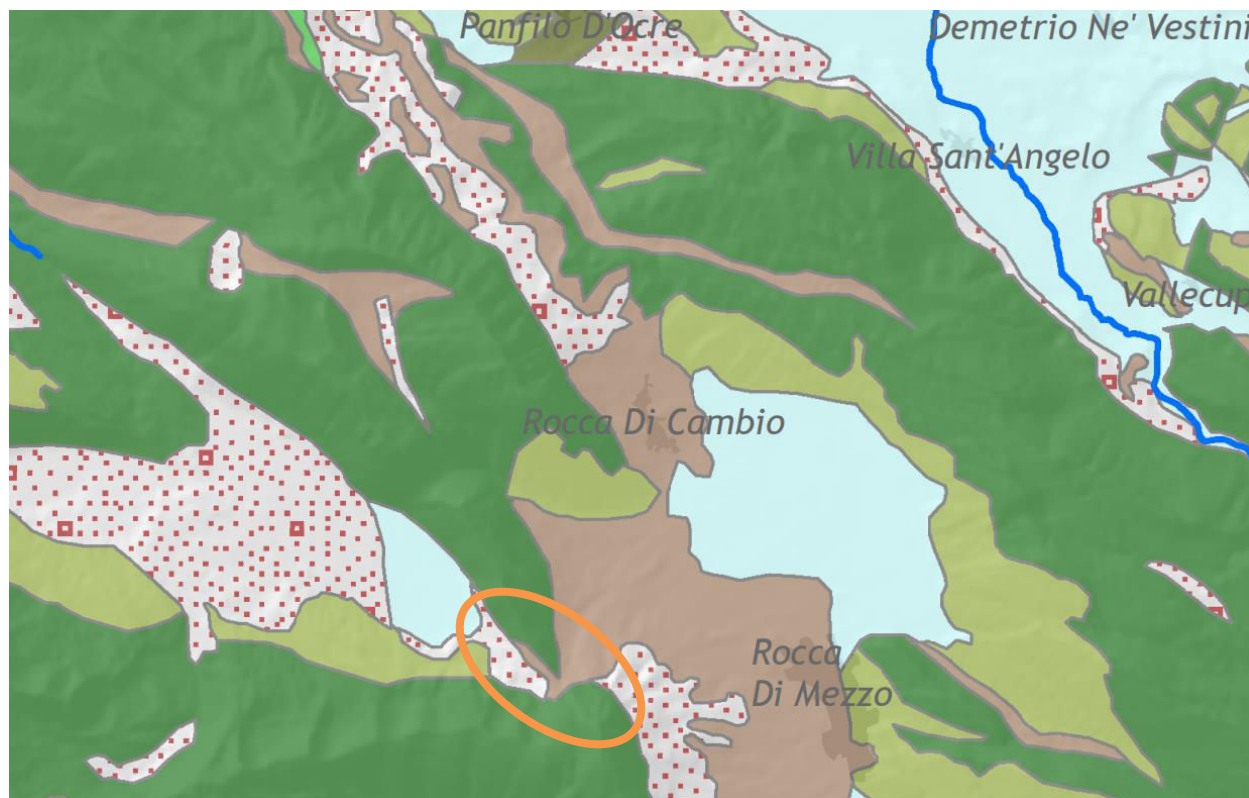 Panfilo D'Ocre
Demetrio Ne' Vestini
Villa Sant'Angelo
Vallecup
Rocca Di Cambio
Rocca
Di Mezzo